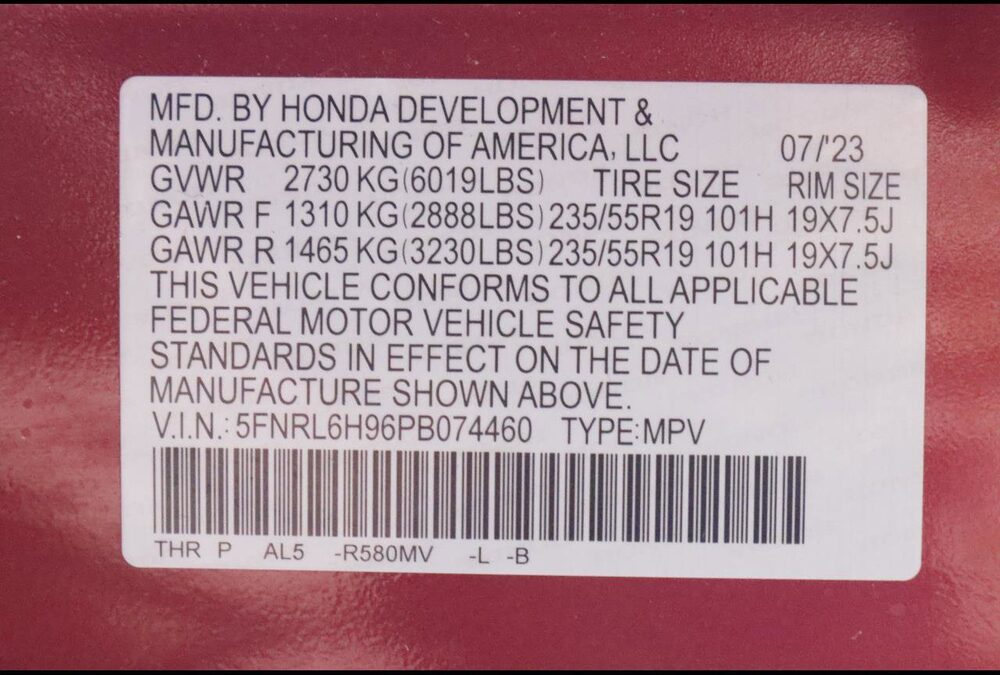 MFD. BY HONDA DEVELOPMENT &
MANUFACTURING OF AMERICA, LLC 07/'23
GVWR 2730 KG(6019LBS) TIRE SIZE RIM SIZE
GAWR F 1310 KG(2888LBS) 235/55R19 101H 19X7.5J
GAWR R 1465 KG(3230LBS) 235/55R19 101H 19X7.5J
THIS VEHICLE CONFORMS TO ALL APPLICABLE
FEDERAL MOTOR VEHICLE SAFETY
STANDARDS IN EFFECT ON THE DATE OF
MANUFACTURE SHOWN ABOVE.
V.I.N.: 5FNRL6H96PB074460 TYPE:MPV
THR P AL5 -R580MV -L -B